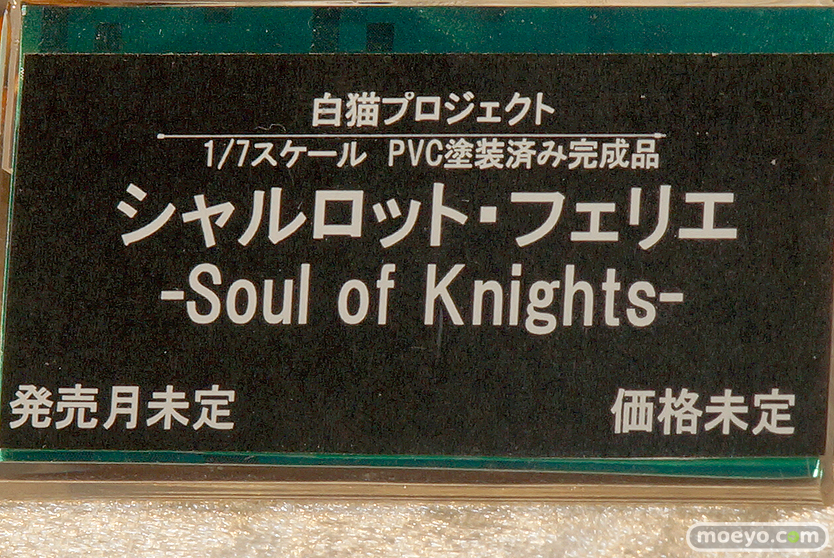 白猫プロジェクト
1/7スケール PVC塗装済み完成品
シャルロット・フェリエ
-Soul of Knights-
発売月未定 価格未定
moeyo.com